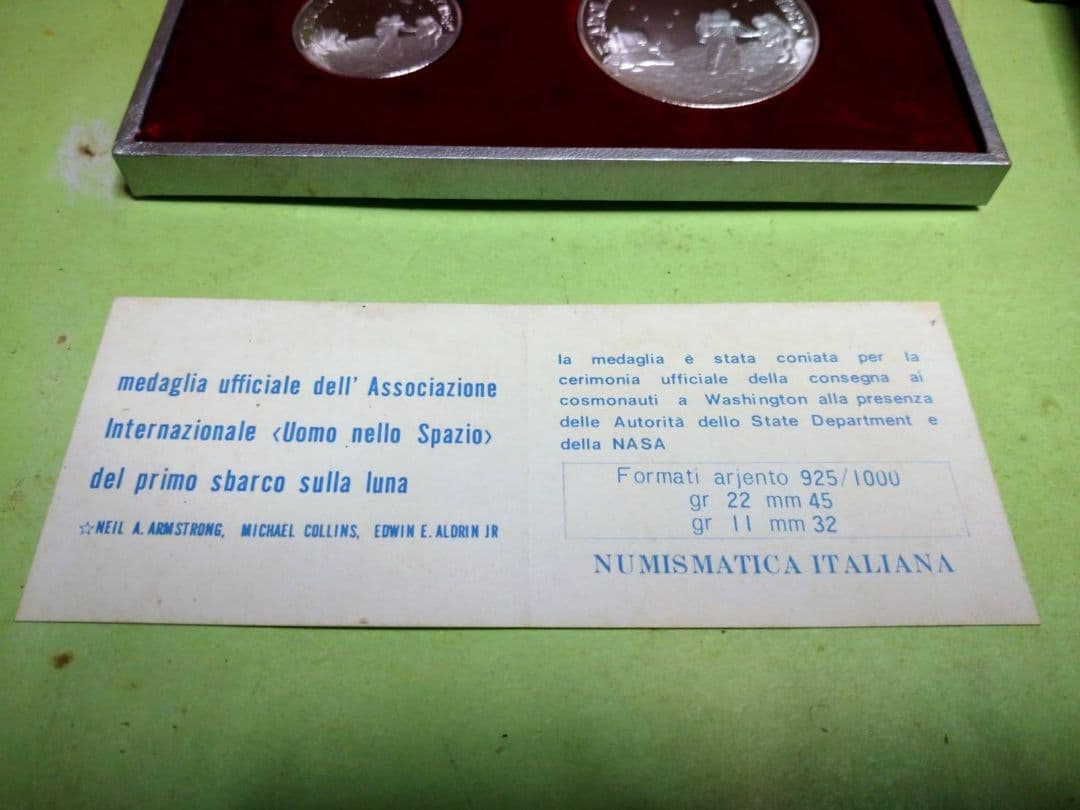 medaglia ufficiale dell' Associazione
Internazionale <Uomo nello Spazio>
del primo sbarco sulla luna
☆NEIL A. ARMSTRONG, MICHAEL COLLINS, EDWIN E. ALDRIN JR
la medaglia è stata coniata per la
cerimonia ufficiale della consegna ai
cosmonauti a Washington alla presenza
delle Autorità dello State Department e
della NASA
Formati arjento 925/1000
gr 22 mm 45
gr 11 mm 32
NUMISMATICA ITALIANA